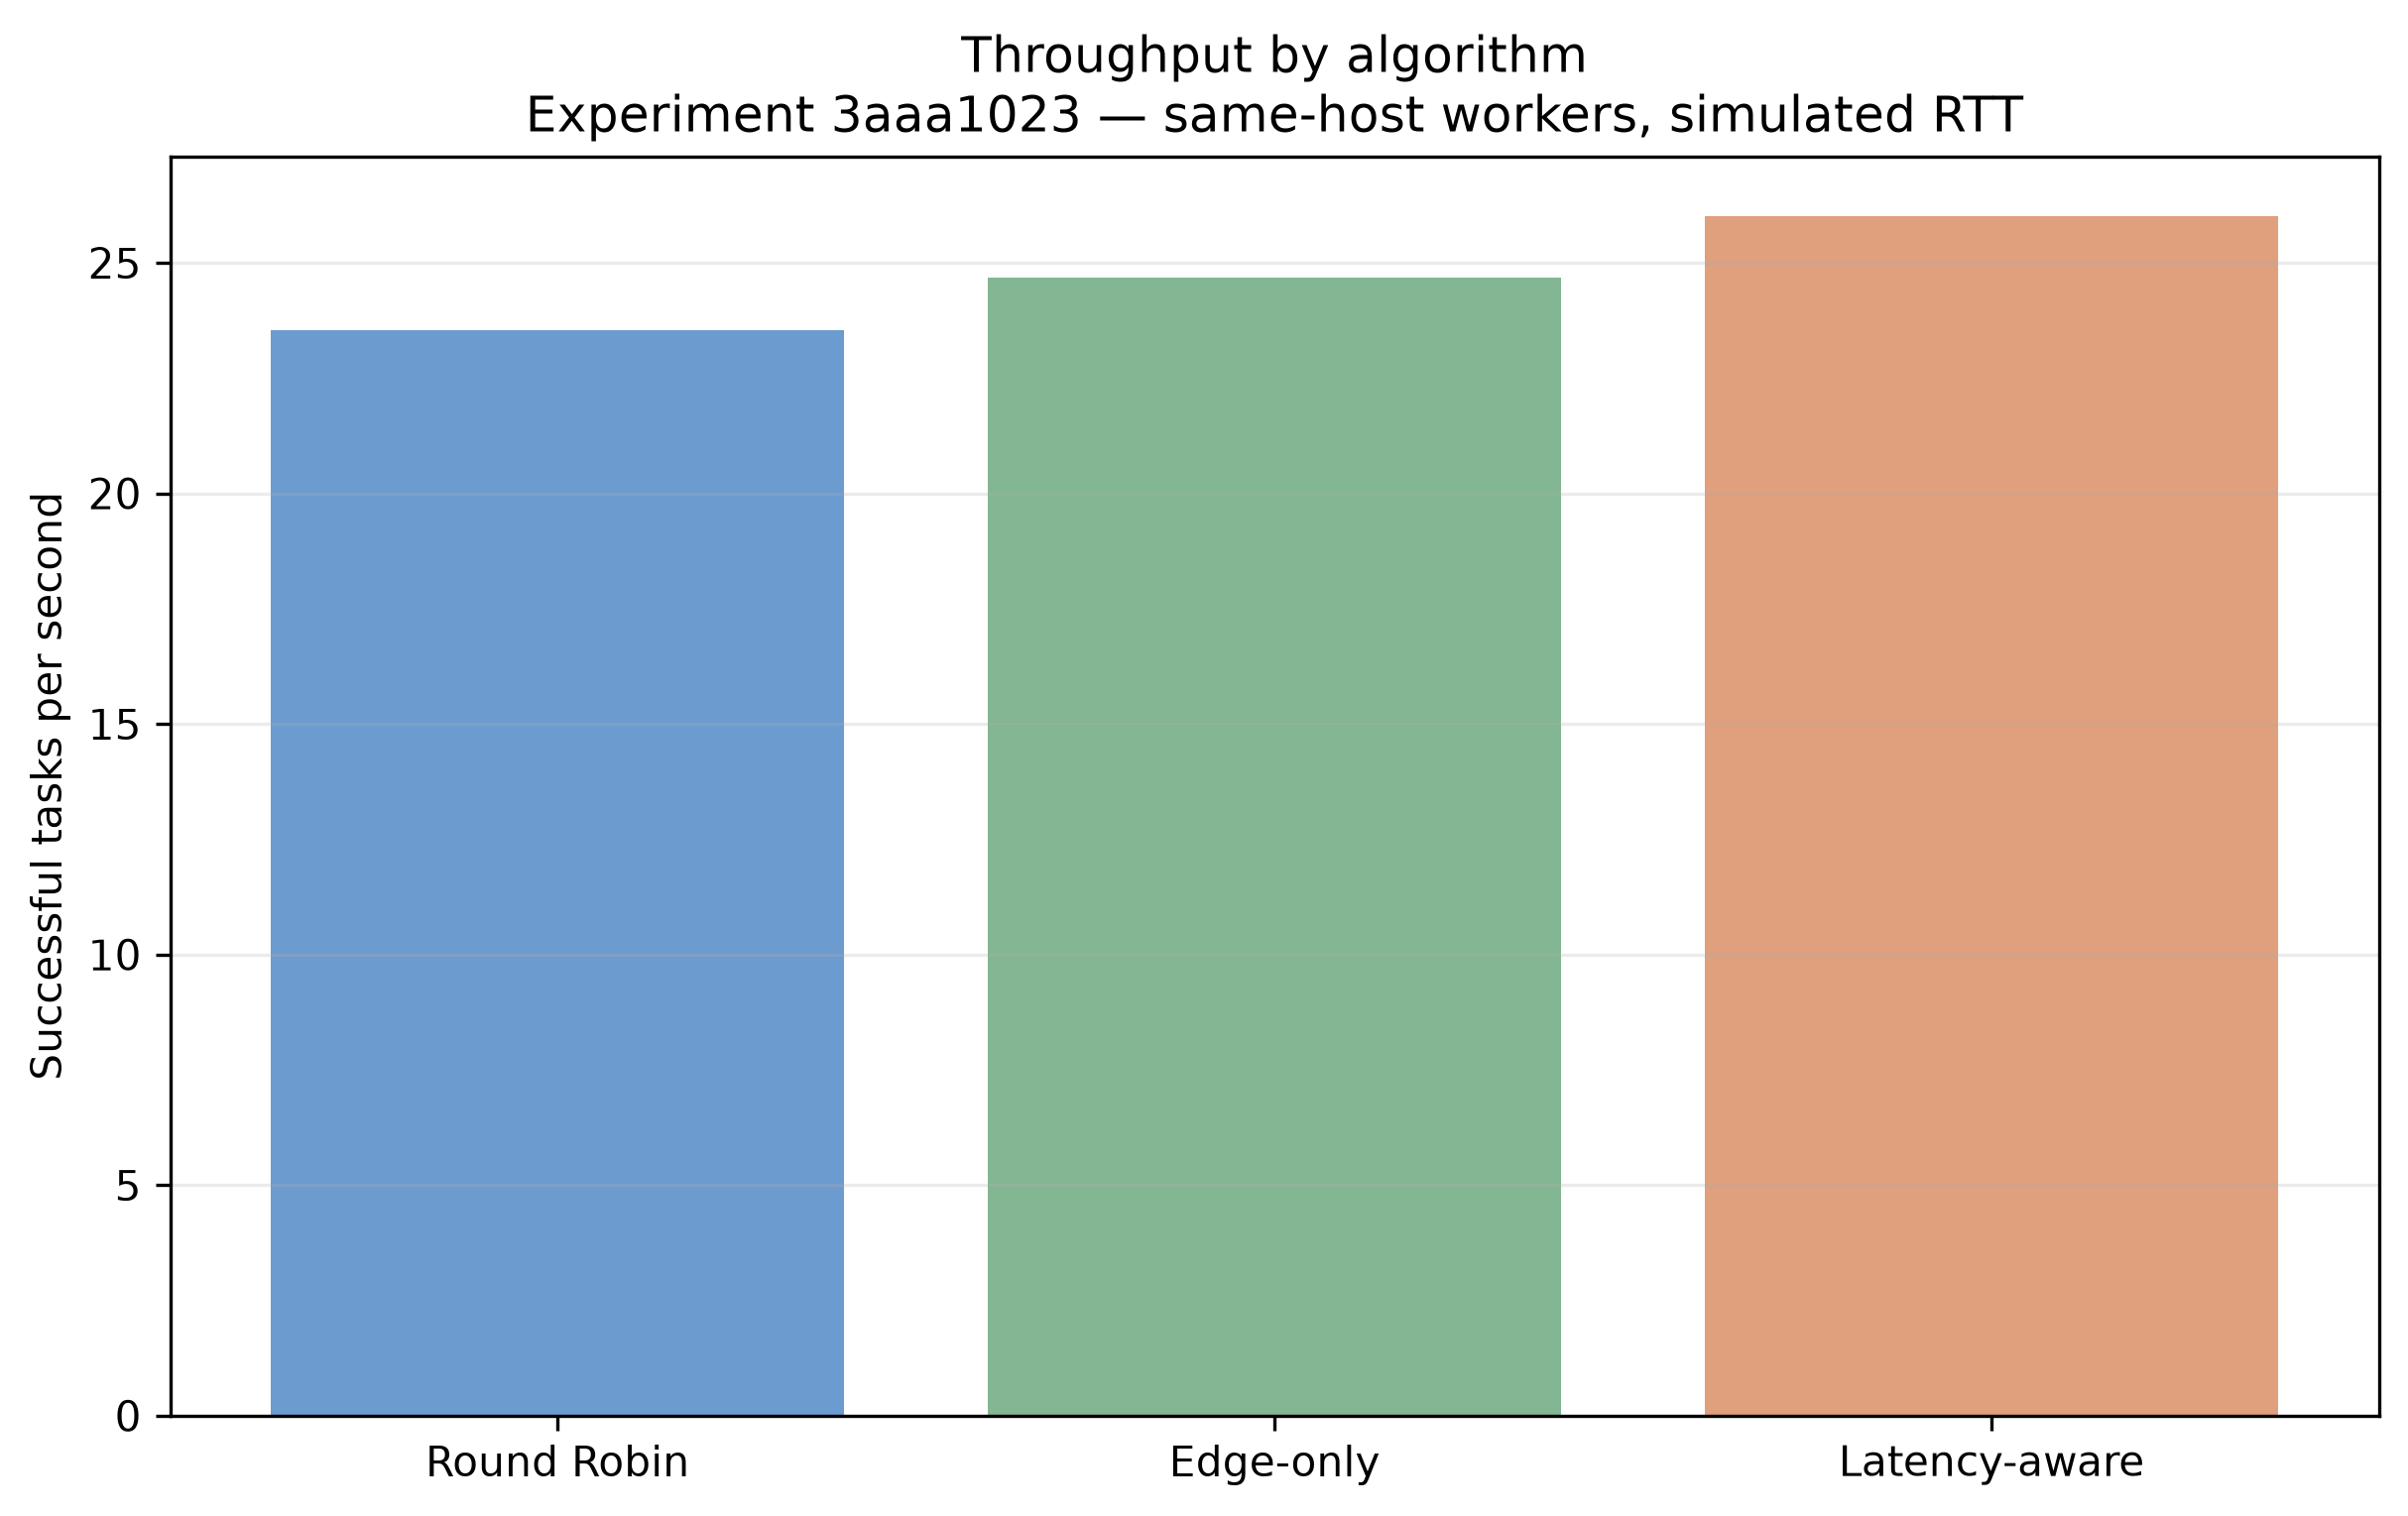 Throughput by algorithm
Experiment 3aaa1023 — same-host workers, simulated RTT
Successful tasks per second
25
20
15
10
5
0
Round Robin
Edge-only
Latency-aware